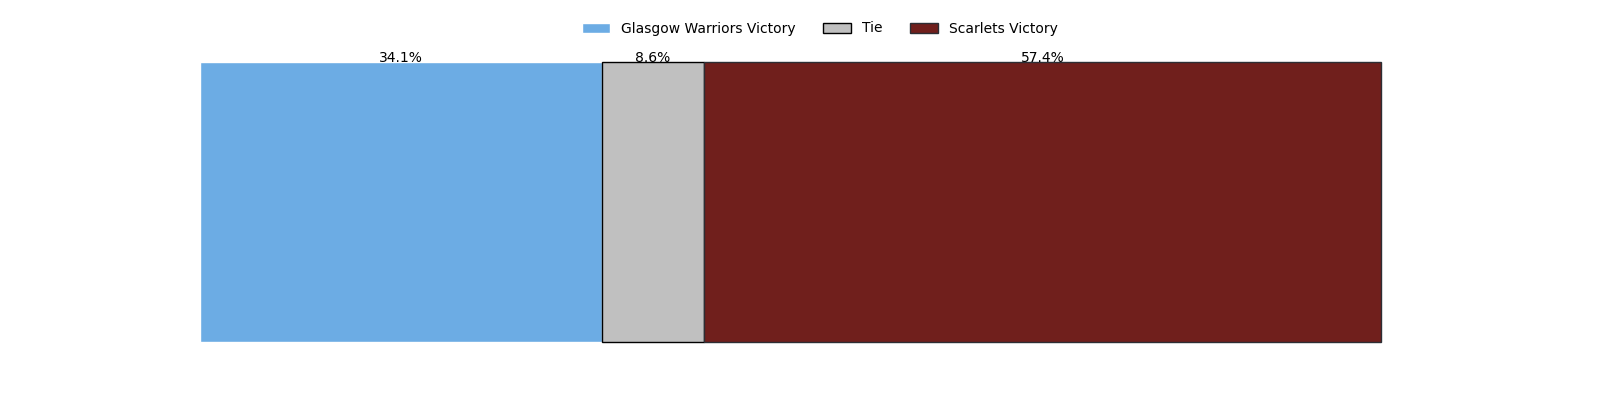 Glasgow Warriors Victory Tie Scarlets Victory
34.1% 8.6% 57.4%